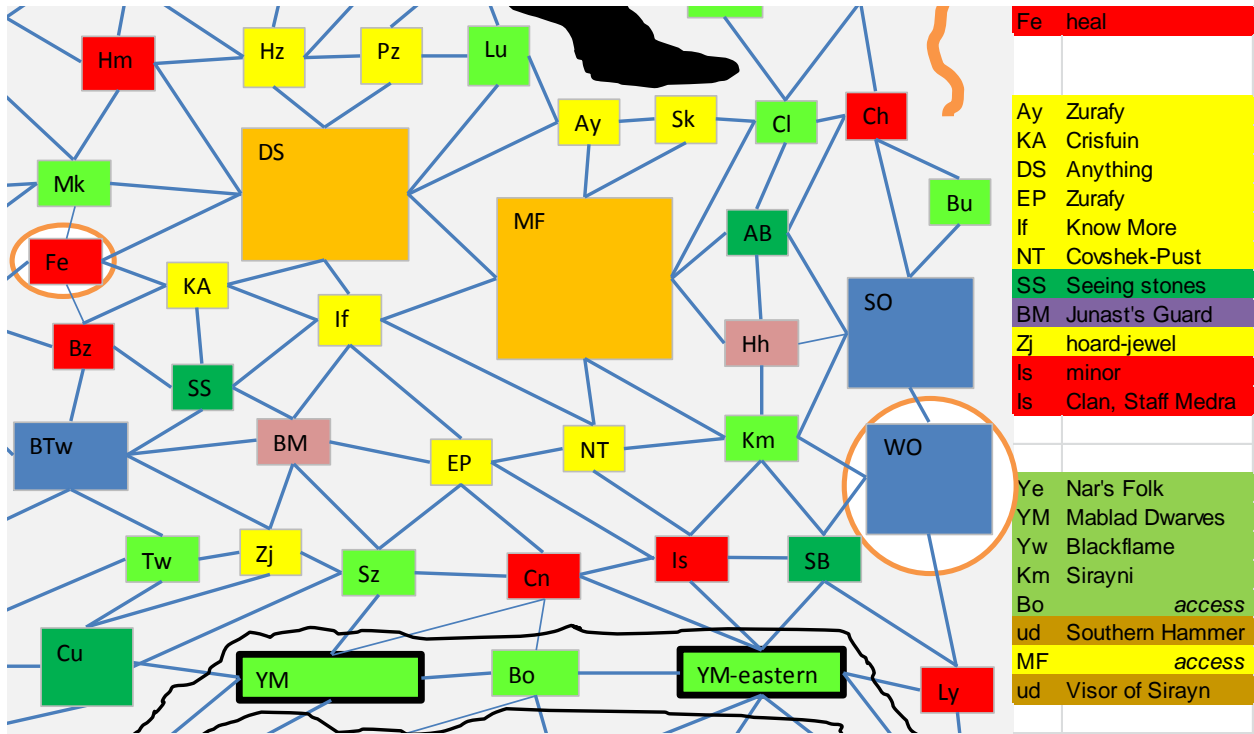 Hm
Hz
Pz
Lu
Ay
Sk
Cl
Ch
DS
Mk
MF
Bu
AB
Fe
KA
If
SO
Bz
Hh
SS
BTw
BM
EP
NT
Km
WO
Tw
Zj
Sz
Cn
Is
SB
Cu
YM
Bo
YM-eastern
Ly
Fe heal
Ay Zurafy
KA Crisfuin
DS Anything
EP Zurafy
If Know More
NT Covshek-Pust
SS Seeing stones
BM Junast's Guard
Zj hoard-jewel
Is minor
Is Clan, Staff Medra
Ye Nar's Folk
YM Mablad Dwarves
Yw Blackflame
Km Sirayni
Bo access
ud Southern Hammer
MF access
ud Visor of Sirayn